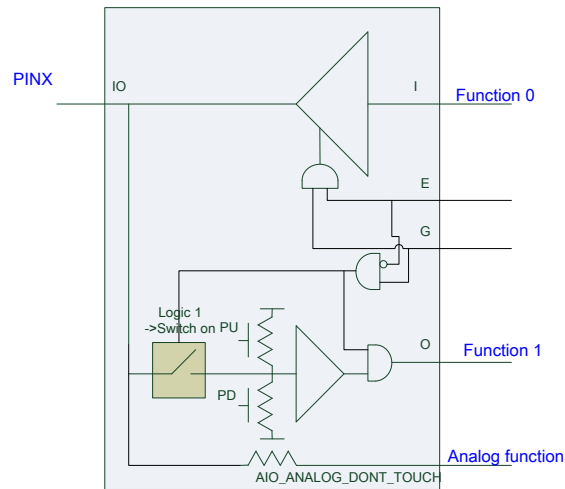 PINX
IO
I
Function 0
E
G
Logic 1
->Switch on
PU
PD
O
Function 1
Analog function
AIO_ANALOG_DONT_TOUCH